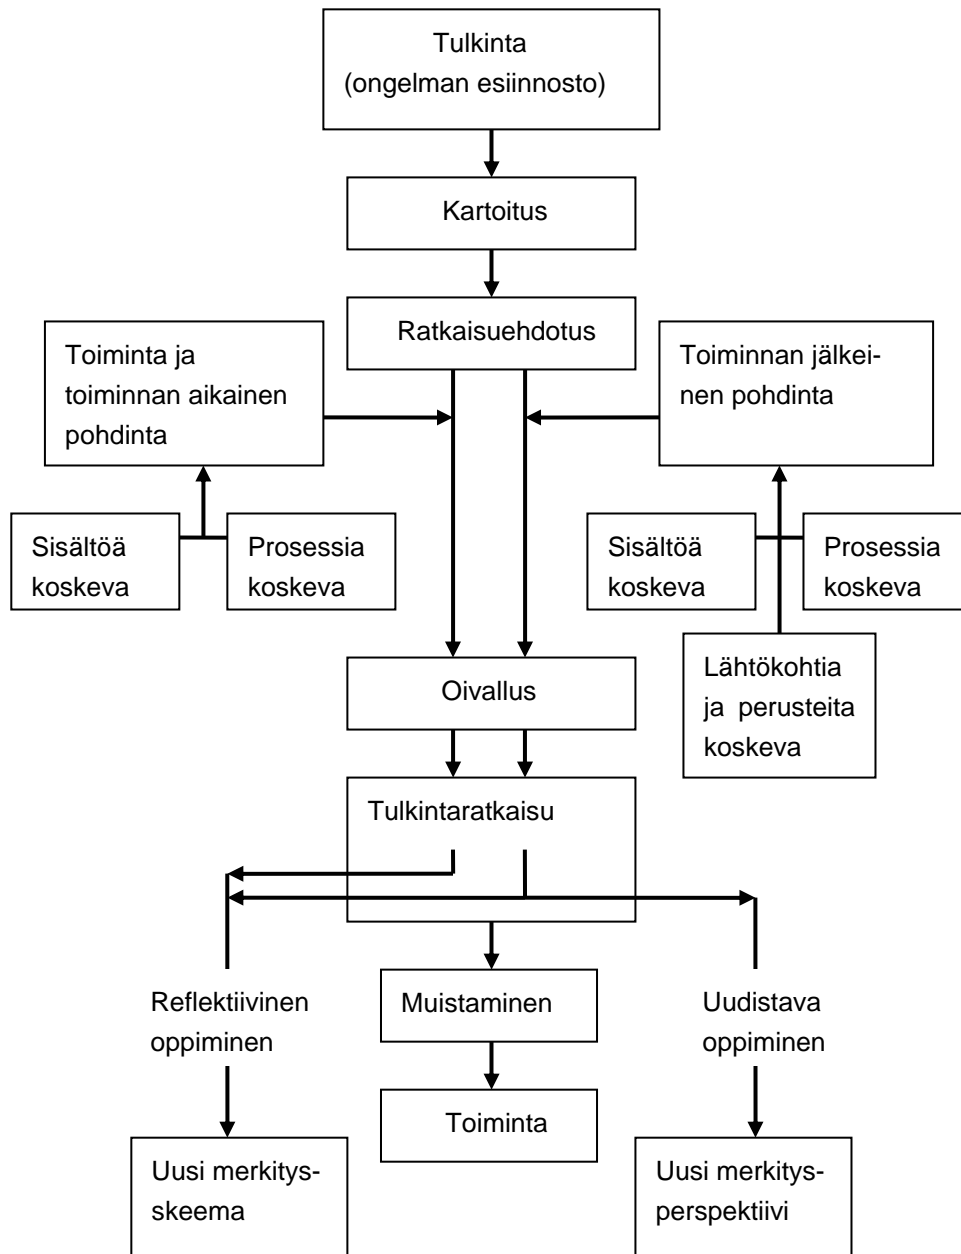 Tulkinta
(ongelman esiinnosto)
Kartoitus
Ratkaisuehdotus
Toiminta ja
toiminnan aikainen
pohdinta
Toiminnan jälkei-
nen pohdinta
Sisältöä
koskeva
Prosessia
koskeva
Sisältöä
koskeva
Prosessia
koskeva
Lähtökohtia
ja perusteita
koskeva
Oivallus
Tulkintaratkaisu
Reflektiivinen
oppiminen
Muistaminen
Uudistava
oppiminen
Toiminta
Uusi merkitys-
skeema
Uusi merkitys-
perspektiivi